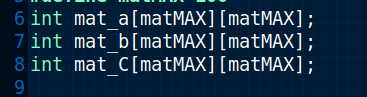 6 int mat_a[matMAX][matMAX];
7 int mat_b[matMAX][matMAX];
8 int mat_C[matMAX][matMAX];
9